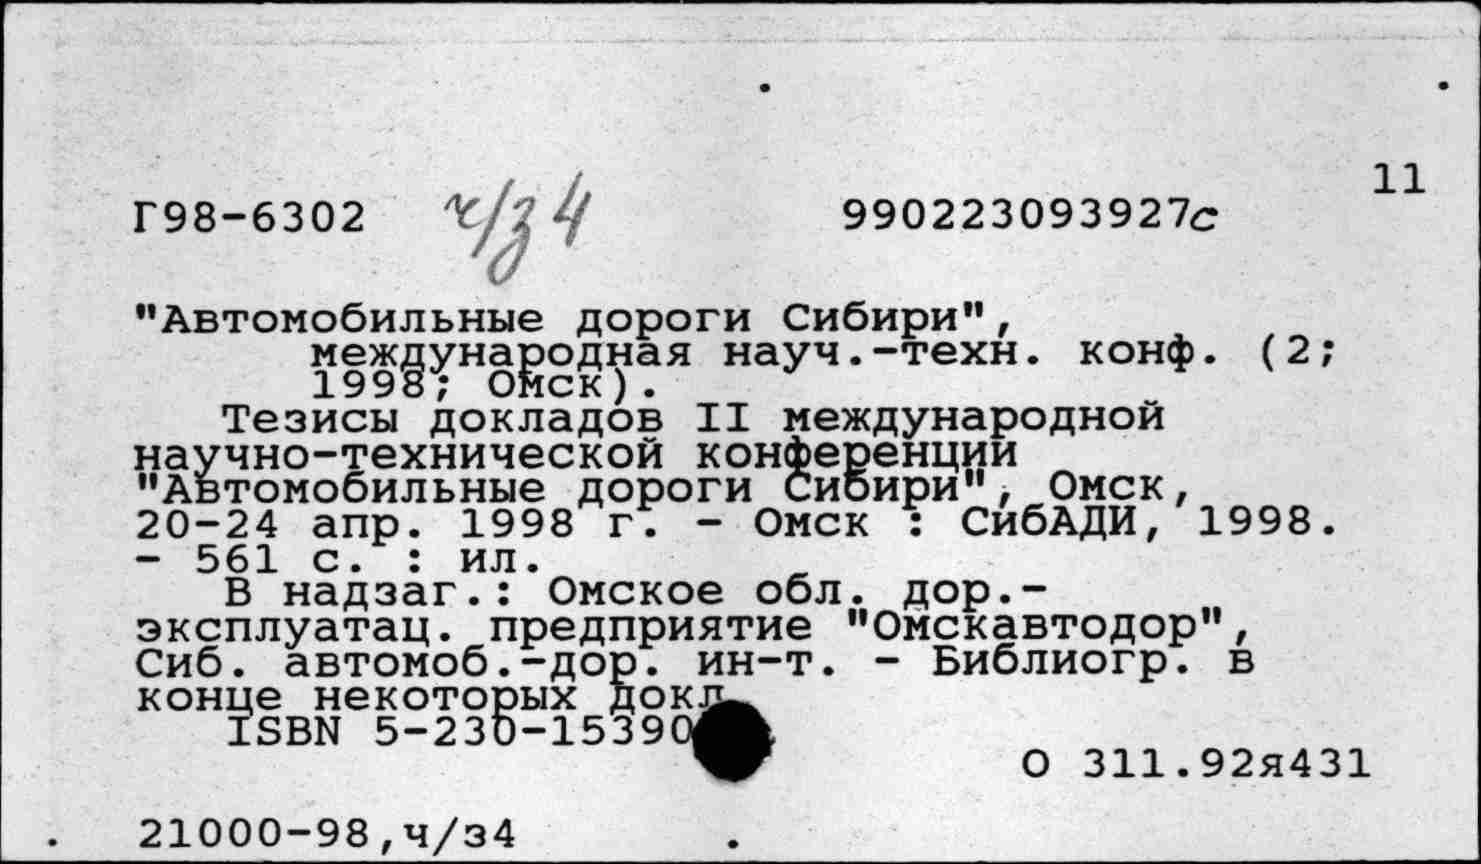 11
Г98-6302 ч/з 4 990223093927с
"Автомобильные дороги Сибири",
международная науч.-техн. конф. (2;
1998; Омск).
Тезисы докладов II международной
научно-технической конференции
"Автомобильные дороги Сибири", Омск,
20-24 апр. 1998 г. - Омск : СибАДИ, 1998.
- 561 с. : ил.
В надзаг.: Омское обл. дор.-
эксплуатац. предприятие "Омскавтодор",
Сиб. автомоб.-дор. ин-т. - Библиогр. в
конце некоторых докл
ISBN 5-230-15390
О 311.92я431
21000-98,ч/з4